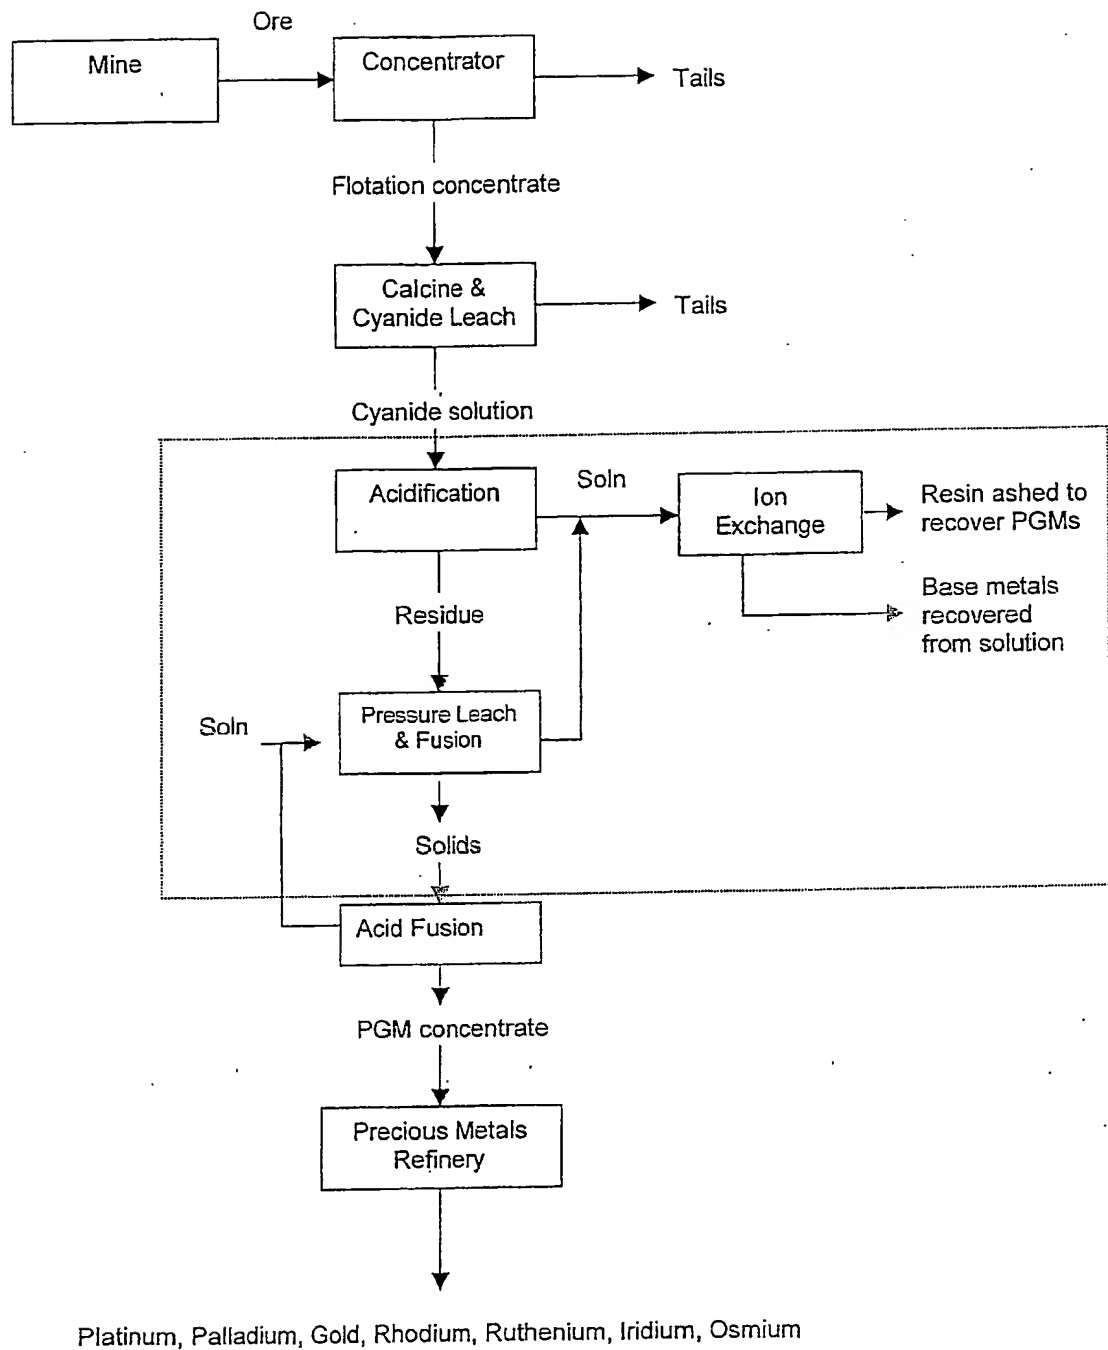 Ore
Mine
Concentrator
Tails
Flotation concentrate
Calcine &
Cyanide Leach
Tails
Cyanide solution
Acidification
Soln
Ion
Exchange
Resin ashed to
recover PGMs
Residue
Base metals
recovered
from solution
Soln
Pressure Leach
& Fusion
Solids
Acid Fusion
PGM concentrate
Precious Metals
Refinery
Platinum, Palladium, Gold, Rhodium, Ruthenium, Iridium, Osmium